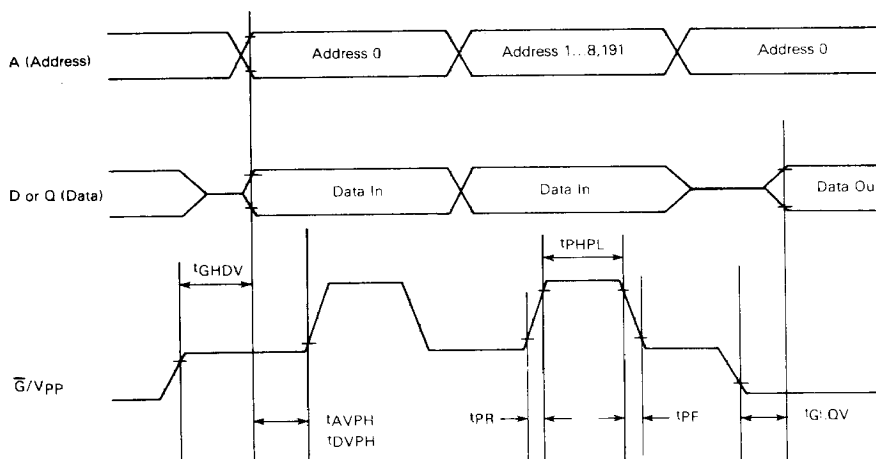 A (Address)
Address 0
Address 1...8,191
Address 0
D or Q (Data)
Data In
Data In
Data Ou
tGHDV
tPHPL
G̅/VPP
tAVPH
tDVPH
tPR
tPF
tGLQV